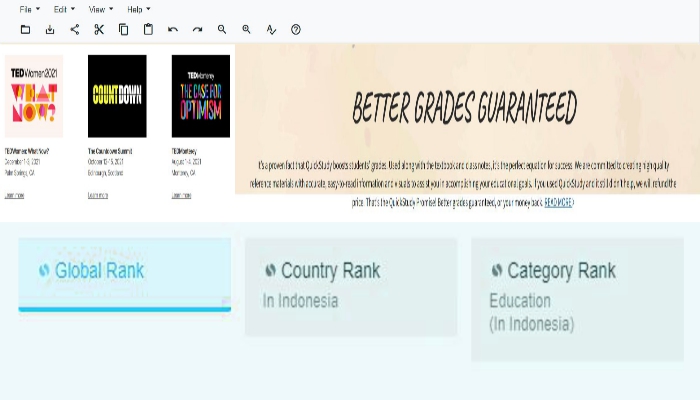 File Edit View Help
TEDWomen2021
WHAT
NOW?
TEDWomen: What Now?
December 1-3, 2021
Palm Springs, CA
Learn more
COUNTDOWN
The Countdown Summit
October 12-15, 2021
Edinburgh, Scotland
Learn more
TEDMonterey
THE CASE FOR
OPTIMISM
TEDMonterey
August 1-4, 2021
Monterey, CA
Learn more
BETTER GRADES GUARANTEED
It's a proven fact that QuickStudy boosts students' grades. Used along with the textbook and class notes, it's the perfect equation for success. We are committed to creating high quality
reference materials with accurate, easy-to-read information and visuals to assist you in accomplishing your educational goals. If you used QuickStudy and it still didn't help, we will refund the
price. That's the QuickStudy Promise! Better grades guaranteed, or your money back. READ MORE
Global Rank
Country Rank
In Indonesia
Category Rank
Education
(In Indonesia)